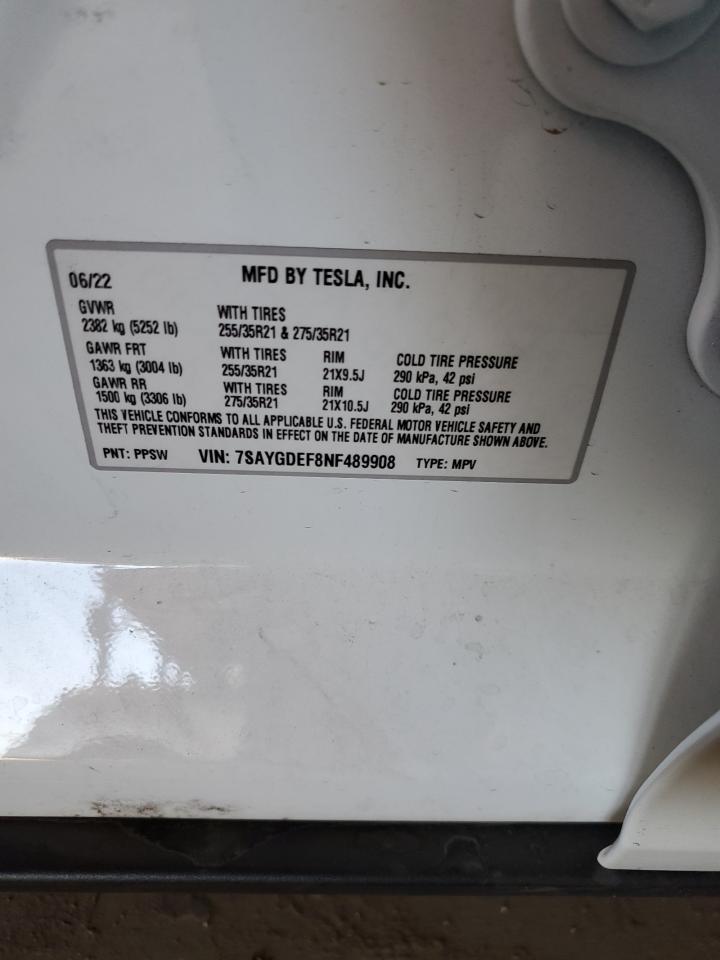 06/22 MFD BY TESLA, INC.
GVWR WITH TIRES
2382 kg (5252 lb) 255/35R21 & 275/35R21
GAWR FRT WITH TIRES RIM COLD TIRE PRESSURE
1363 kg (3004 lb) 255/35R21 21X9.5J 290 kPa, 42 psi
GAWR RR WITH TIRES RIM COLD TIRE PRESSURE
1500 kg (3306 lb) 275/35R21 21X10.5J 290 kPa, 42 psi
THIS VEHICLE CONFORMS TO ALL APPLICABLE U.S. FEDERAL MOTOR VEHICLE SAFETY AND
THEFT PREVENTION STANDARDS IN EFFECT ON THE DATE OF MANUFACTURE SHOWN ABOVE.
PNT: PPSW VIN: 7SAYGDEF8NF489908 TYPE: MPV